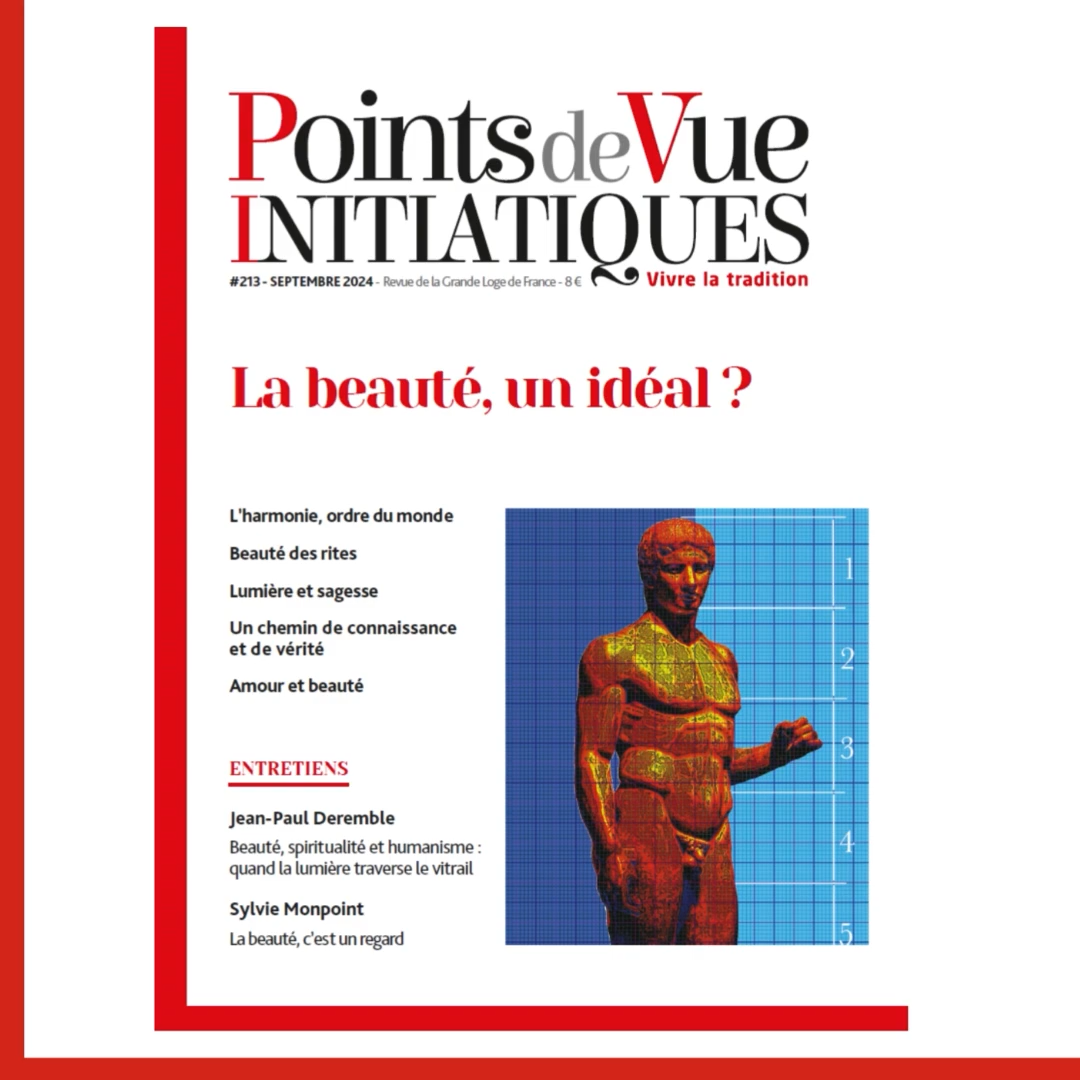 Points de Vue
INITIATIQUES
#213 - SEPTEMBRE 2024 - Revue de la Grande Loge de France - 8 €
Vivre la tradition
La beauté, un idéal ?
L'harmonie, ordre du monde
Beauté des rites
Lumière et sagesse
Un chemin de connaissance
et de vérité
Amour et beauté
ENTRETIENS
Jean-Paul Deremble
Beauté, spiritualité et humanisme :
quand la lumière traverse le vitrail
Sylvie Monpoint
La beauté, c'est un regard
1
2
3
4
5